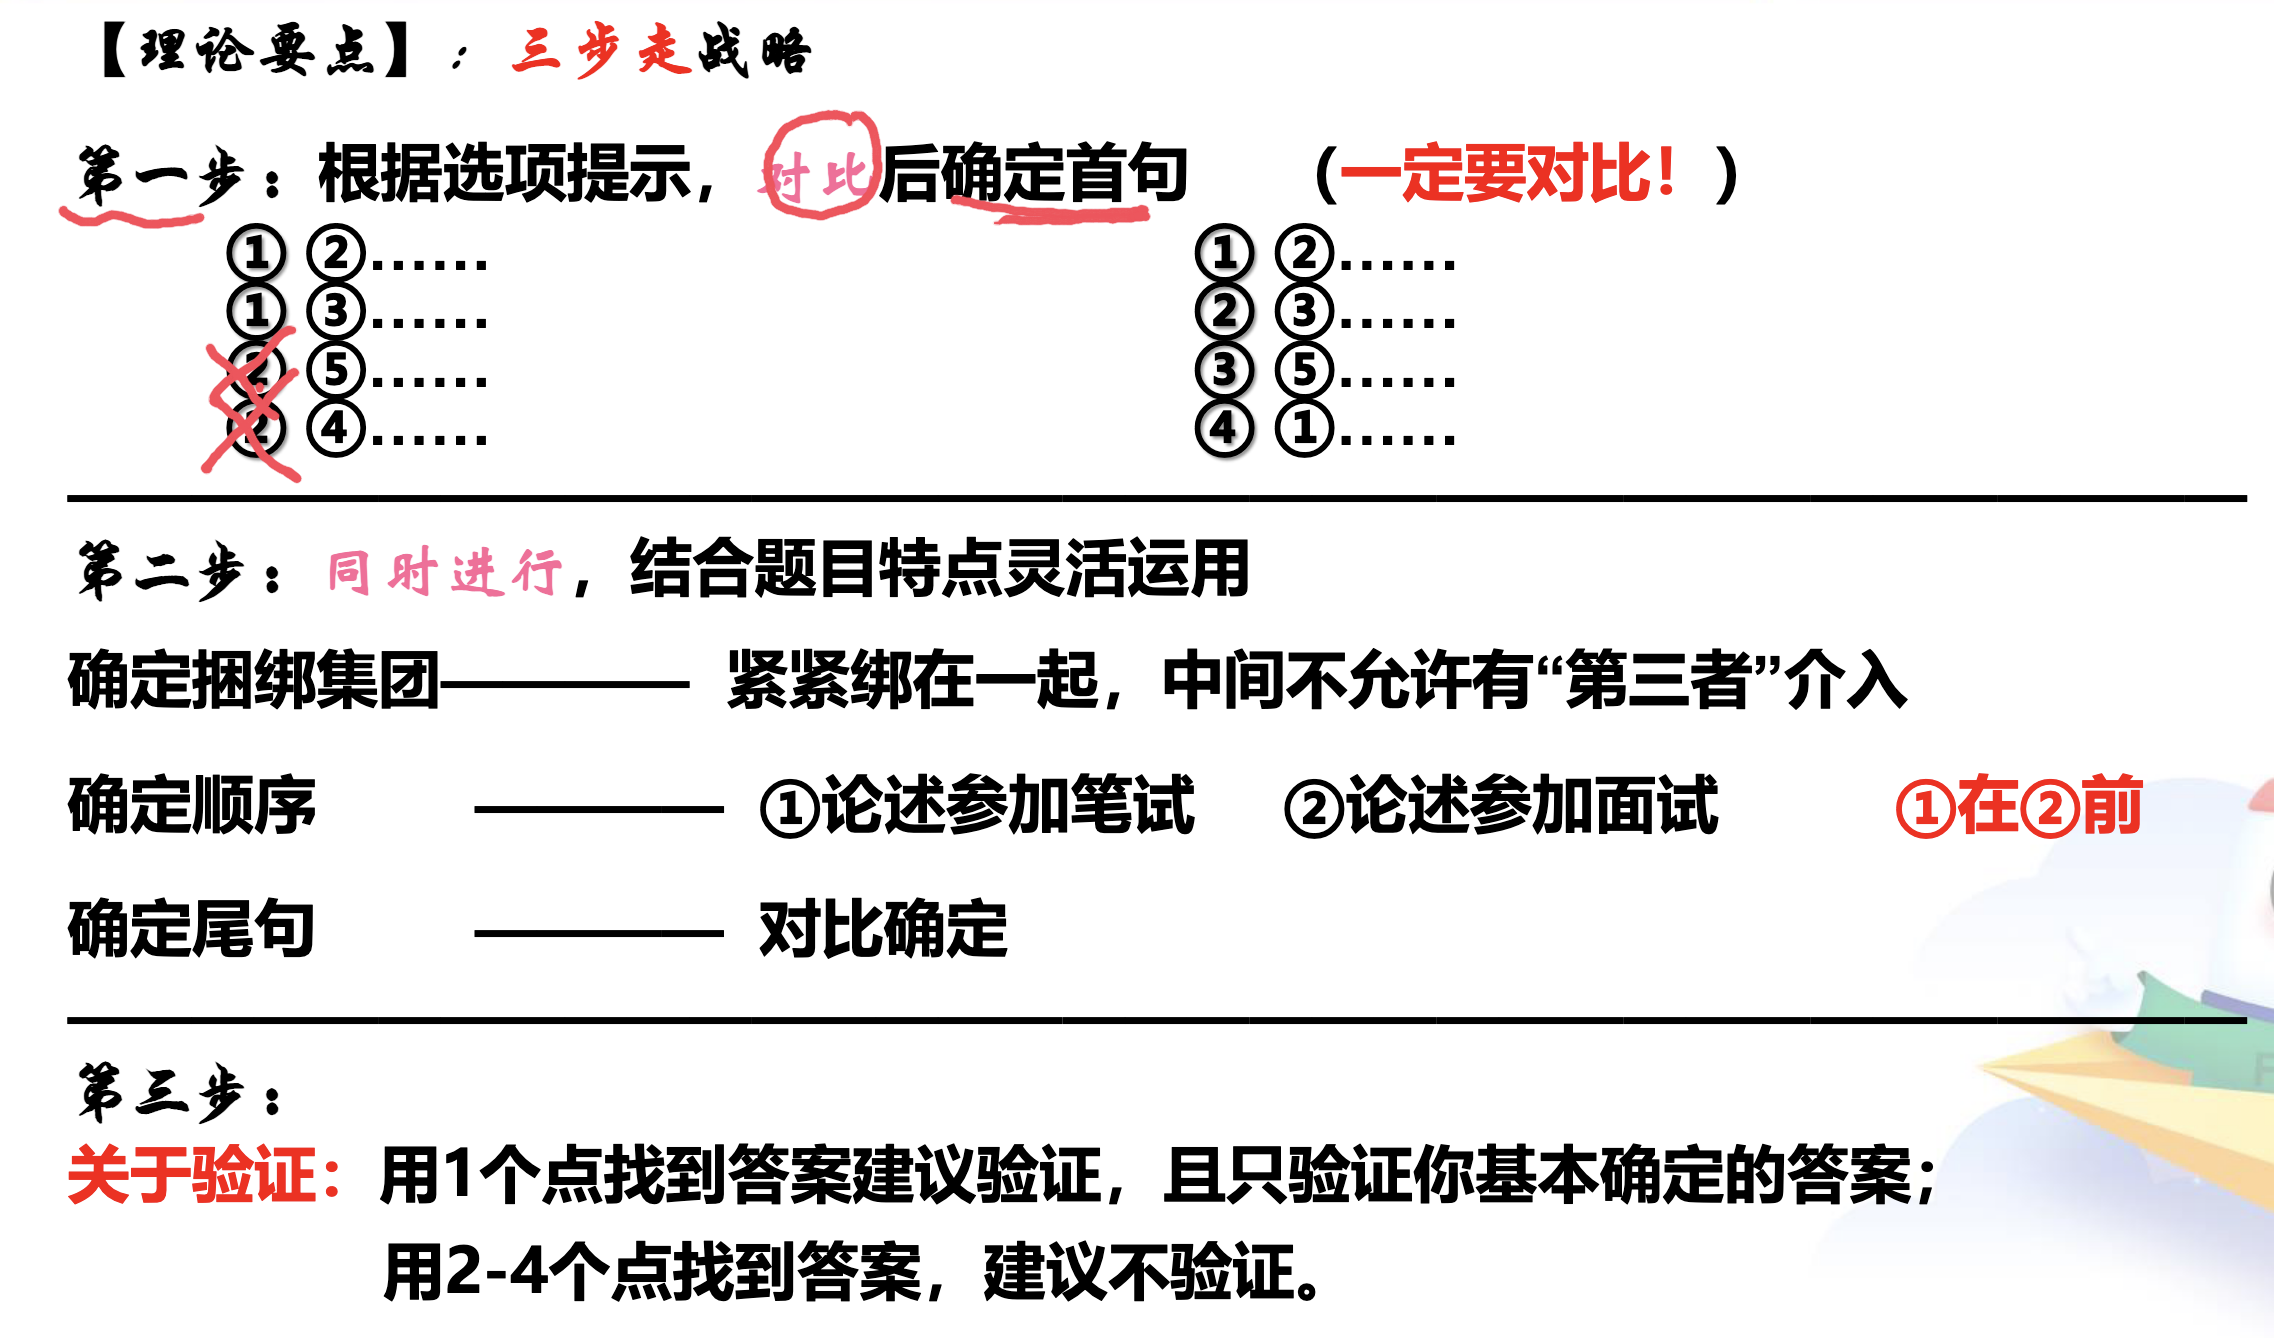 【理论要点】：三步走战略
第一步：根据选项提示，对比后确定首句 （一定要对比！）
①②…… ①②……
①③…… ②③……
②⑤…… ③⑤……
②④…… ④①……
第二步：同时进行，结合题目特点灵活运用
确定捆绑集团———— 紧紧绑在一起，中间不允许有“第三者”介入
确定顺序 ———— ①论述参加笔试 ②论述参加面试 ①在②前
确定尾句 ———— 对比确定
第三步：
关于验证：用1个点找到答案建议验证，且只验证你基本确定的答案；
用2-4个点找到答案，建议不验证。